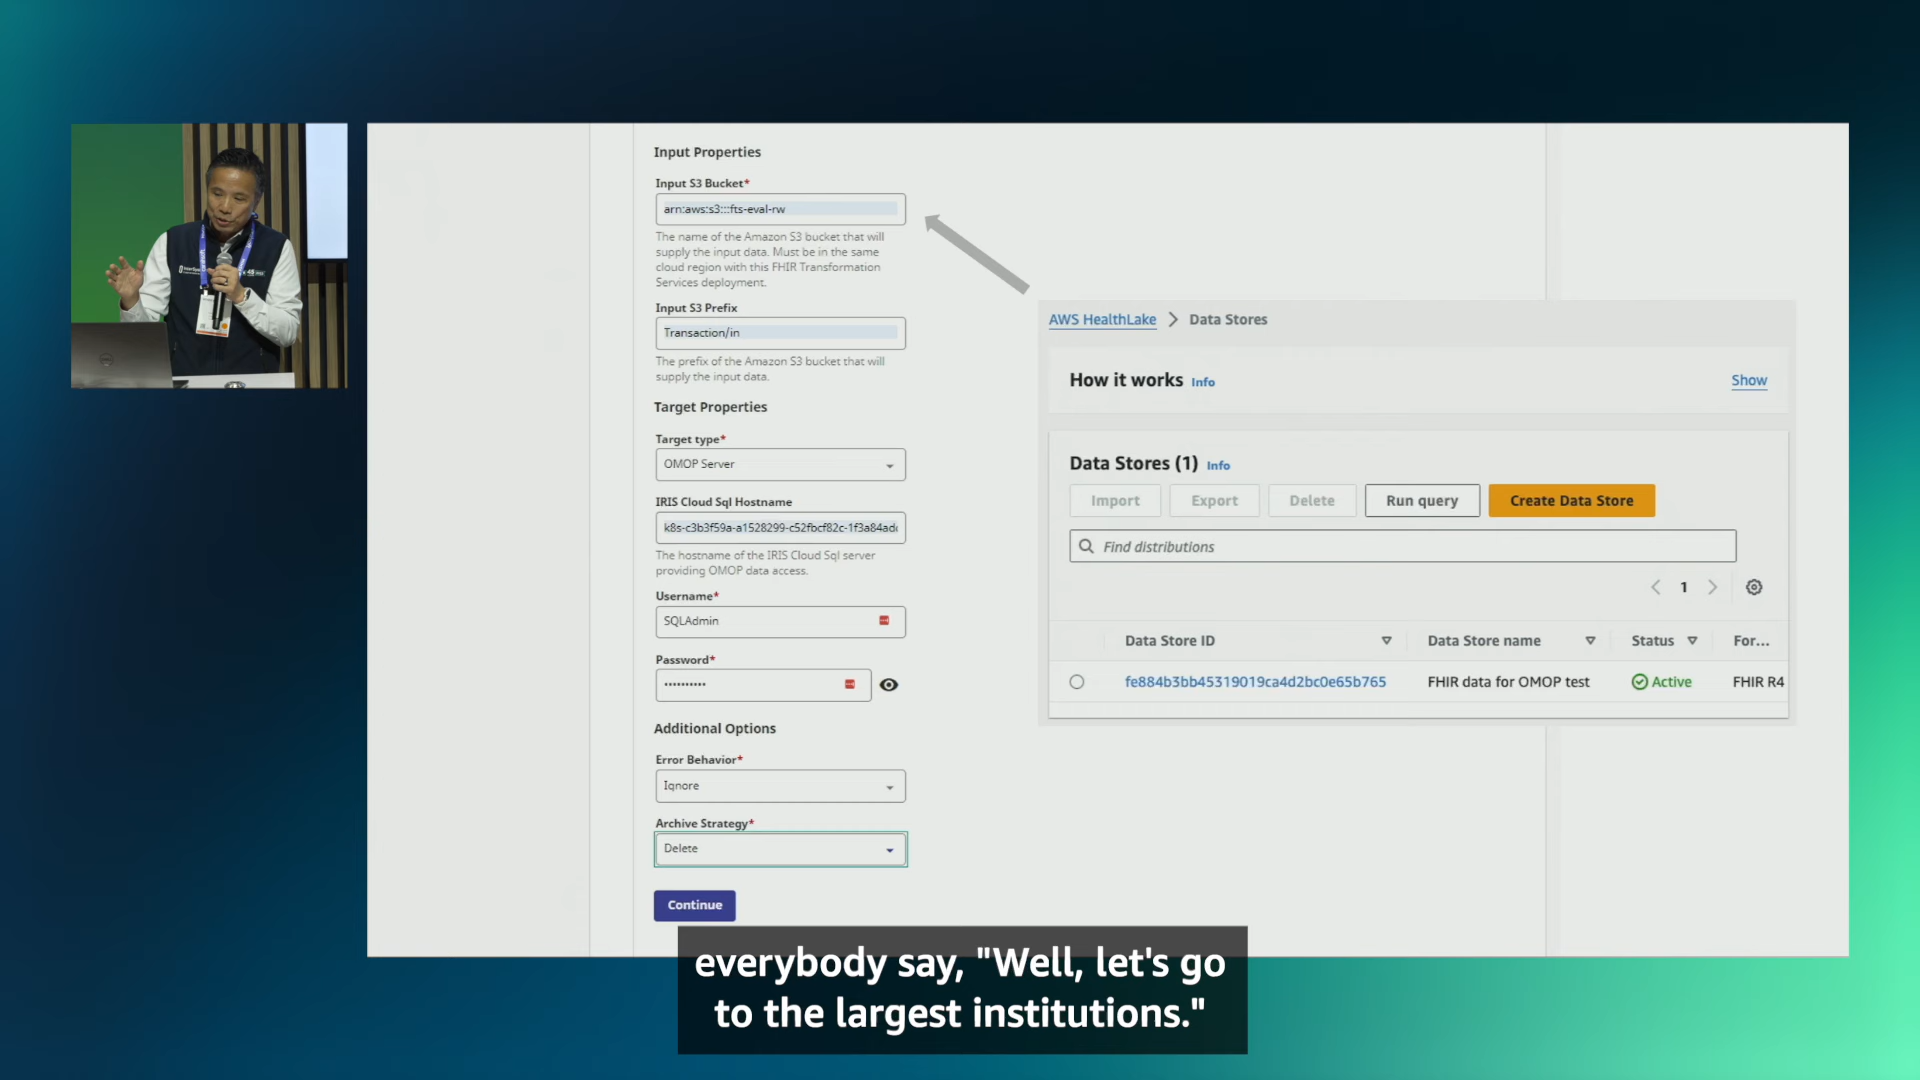 Input Properties
Input S3 Bucket*
arn:aws:s3:::fts-eval-rw
The name of the Amazon S3 bucket that will
supply the input data. Must be in the same
cloud region with this FHIR Transformation
Services deployment.
Input S3 Prefix
Transaction/in
The prefix of the Amazon S3 bucket that will
supply the input data.
Target Properties
Target type*
OMOP Server
IRIS Cloud Sql Hostname
k8s-c3b3f59a-a1528299-c52fbcf82c-1f3a84adc
The hostname of the IRIS Cloud Sql server
providing OMOP data access.
Username*
SQLAdmin
Password*
••••••••••
Additional Options
Error Behavior*
Ignore
Archive Strategy*
Delete
Continue
AWS HealthLake > Data Stores
How it works Info
Show
Data Stores (1) Info
Import Export Delete Run query Create Data Store
Find distributions
< 1 >
Data Store ID Data Store name Status For...
fe884b3bb45319019ca4d2bc0e65b765 FHIR data for OMOP test Active FHIR R4
everybody say, "Well, let's go
to the largest institutions."